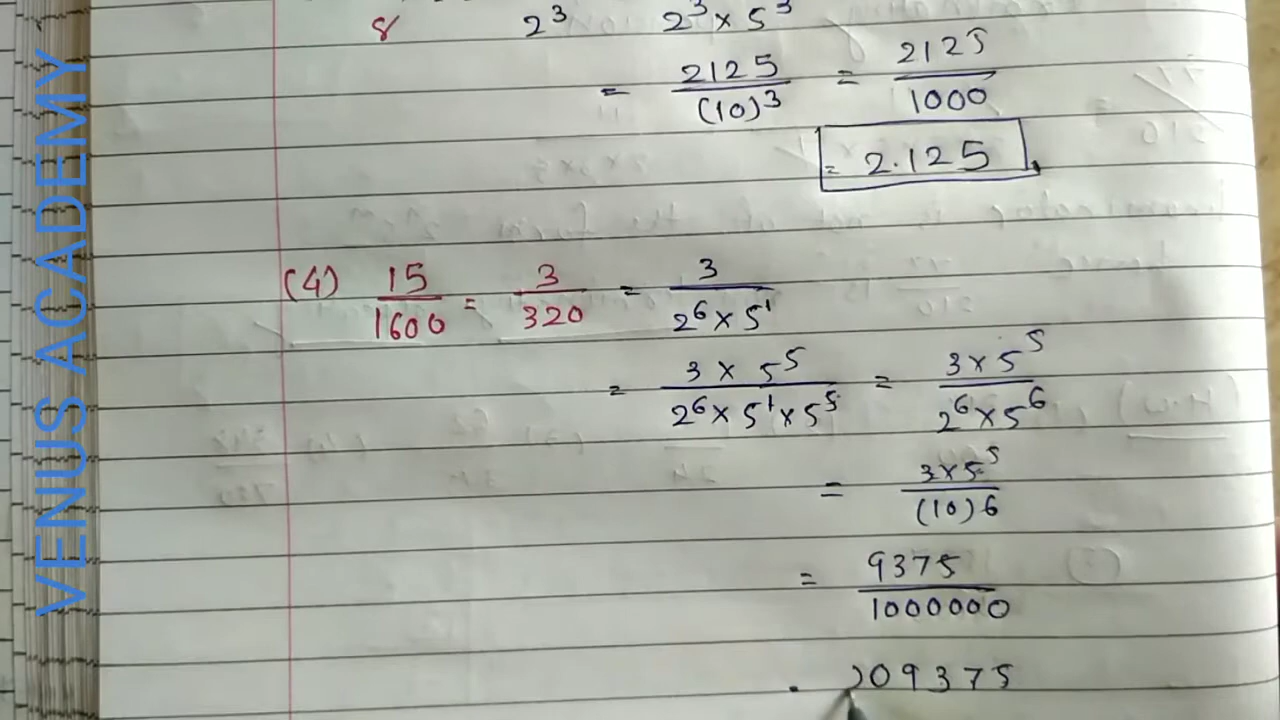 8 2³ 2³ × 5³
= 2125/(10)³ = 2125/1000
= 2.125
(4) 15/1600 = 3/320 = 3/2⁶ × 5¹
= 3 × 5⁵/2⁶ × 5¹ × 5⁵ = 3 × 5⁵/2⁶ × 5⁶
= 3 × 5⁵/(10)6
= 9375/1000000
. 09375
VENUS ACADEMY